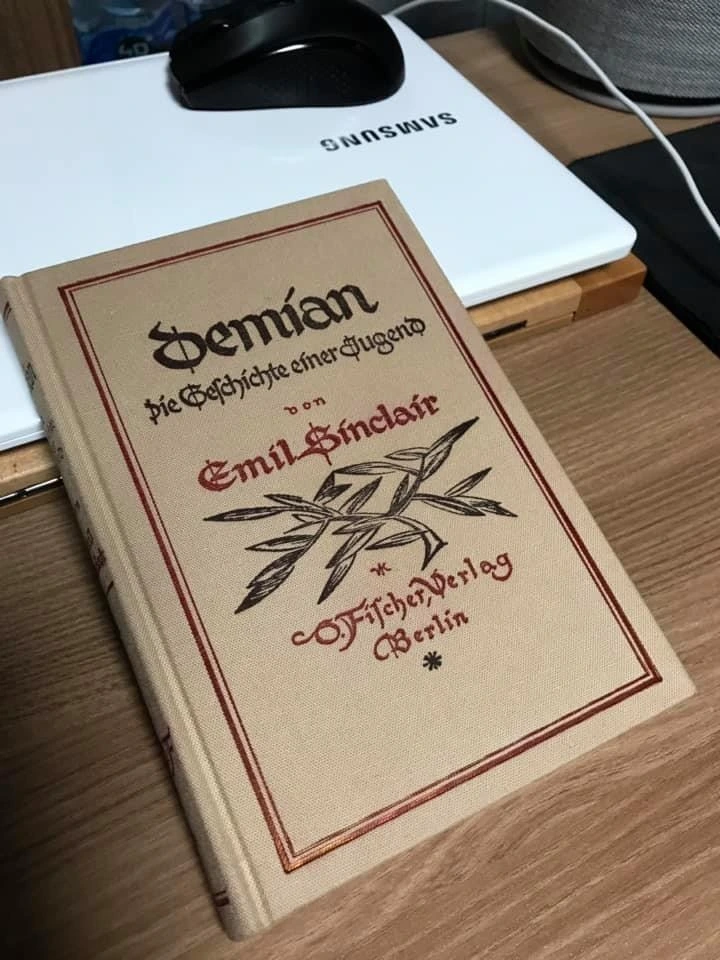 SAMSUNG
Demian
Die Geschichte einer Jugend
von
Emil Sinclair
S. Fischer, Verlag
Berlin